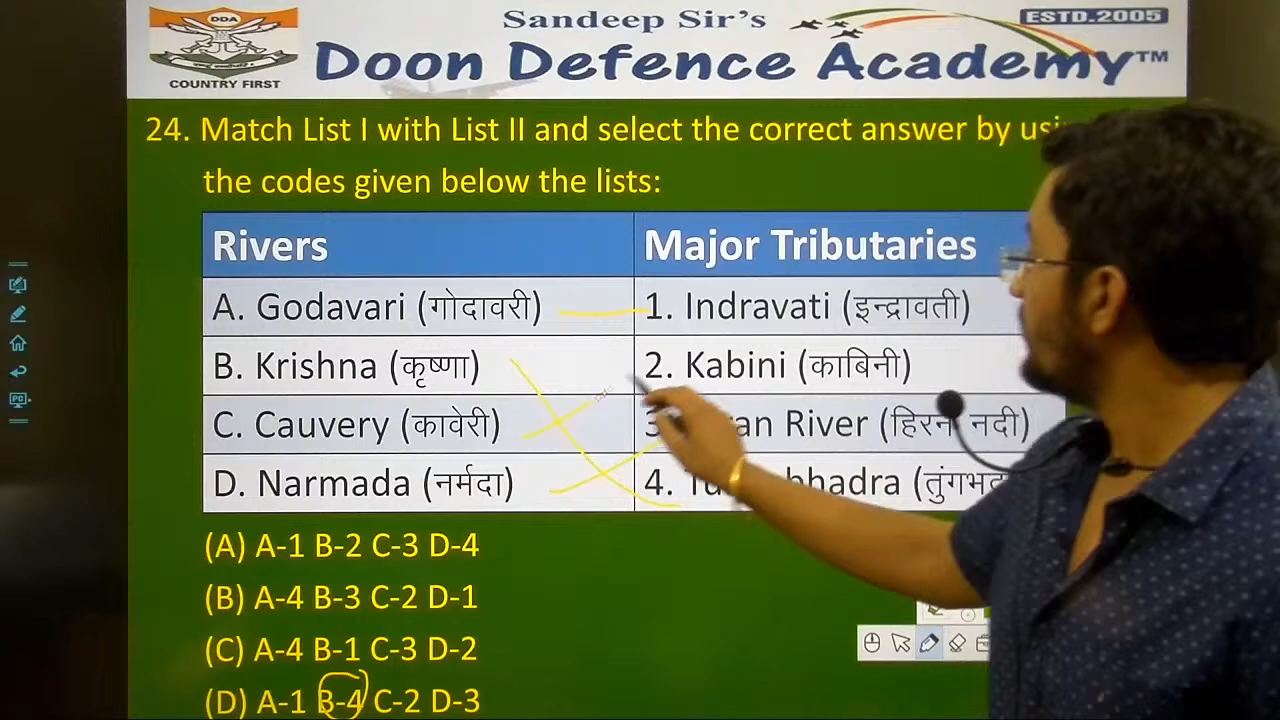 DDA
COUNTRY FIRST
Sandeep Sir's
ESTD.2005
Doon Defence Academy™
24. Match List I with List II and select the correct answer by
the codes given below the lists:
Rivers
Major Tributaries
A. Godavari (गोदावरी)
1. Indravati (इन्द्रावती)
B. Krishna (कृष्णा)
2. Kabini (काबिनी)
C. Cauvery (कावेरी)
River (हिरन नदी)
D. Narmada (नर्मदा)
4.
(A) A-1 B-2 C-3 D-4
(B) A-4 B-3 C-2 D-1
(C) A-4 B-1 C-3 D-2
(D) A-1 B-4 C-2 D-3